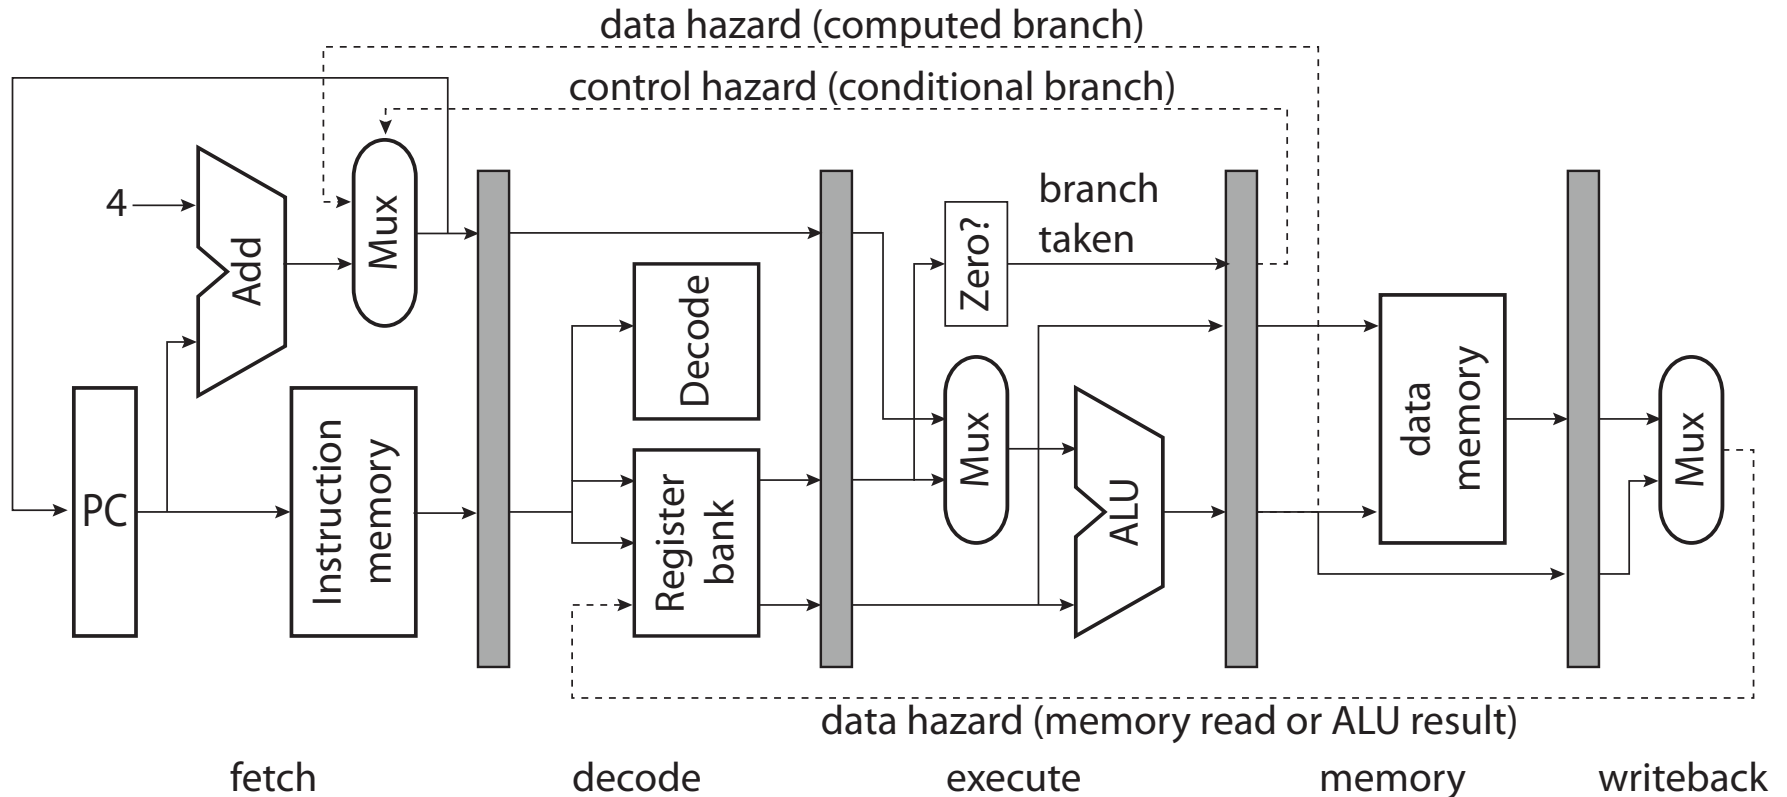 data hazard (computed branch)
control hazard (conditional branch)
4
Add
Mux
PC
Instruction
memory
Decode
Register
bank
Zero?
branch
taken
Mux
ALU
data
memory
Mux
data hazard (memory read or ALU result)
fetch
decode
execute
memory
writeback